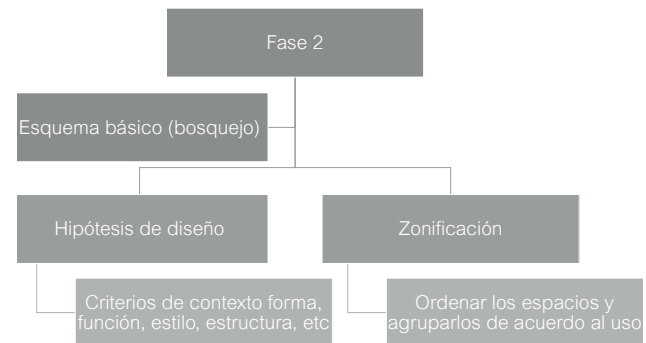 Fase 2
Esquema básico (bosquejo)
Hipótesis de diseño
Zonificación
Criterios de contexto forma,
función, estilo, estructura, etc
Ordenar los espacios y
agruparlos de acuerdo al uso